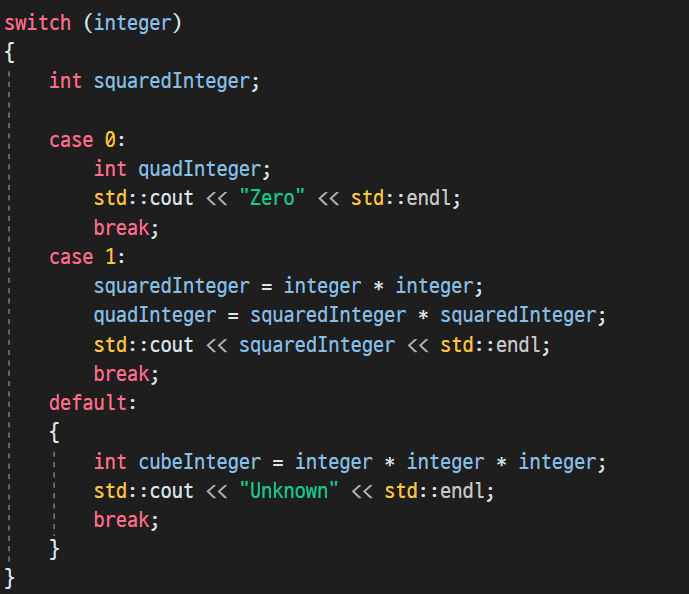 switch (integer)
{
    int squaredInteger;

    case 0:
        int quadInteger;
        std::cout << "Zero" << std::endl;
        break;
    case 1:
        squaredInteger = integer * integer;
        quadInteger = squaredInteger * squaredInteger;
        std::cout << squaredInteger << std::endl;
        break;
    default:
    {
        int cubeInteger = integer * integer * integer;
        std::cout << "Unknown" << std::endl;
        break;
    }
}